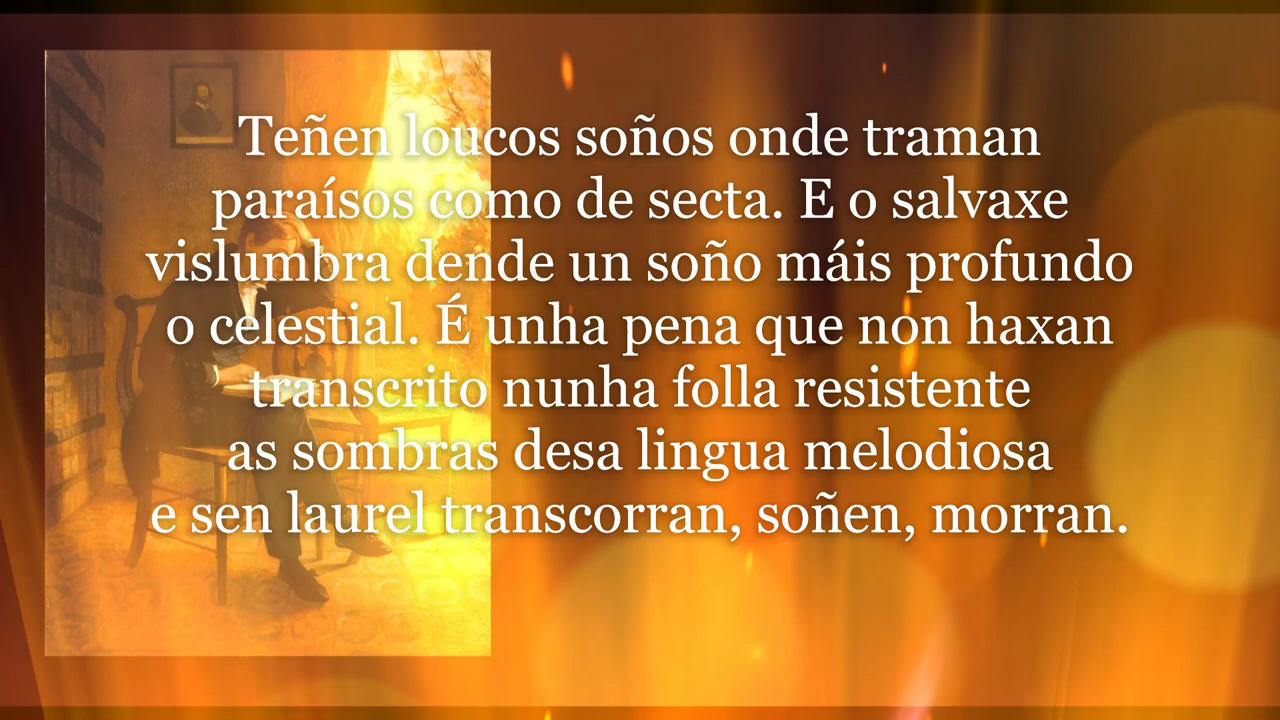 Teñen loucos soños onde traman
paraísos como de secta. E o salvaxe
vislumbra dende un soño máis profundo
o celestial. É unha pena que non haxan
transcrito nunha folla resistente
as sombras desa lingua melodiosa
e sen laurel transcorran, soñen, morran.